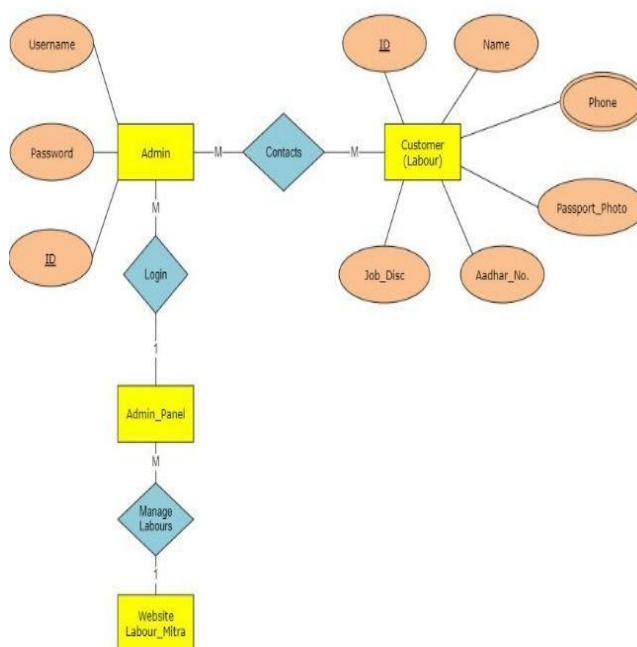 ID
Name
Username
Phone
Password
Admin
M
Contacts
M
Customer
(Labour)
Passport_Photo
M
ID
Login
Job_Disc
Aadhar_No.
1
Admin_Panel
M
Manage
Labours
1
Website
Labour_Mitra